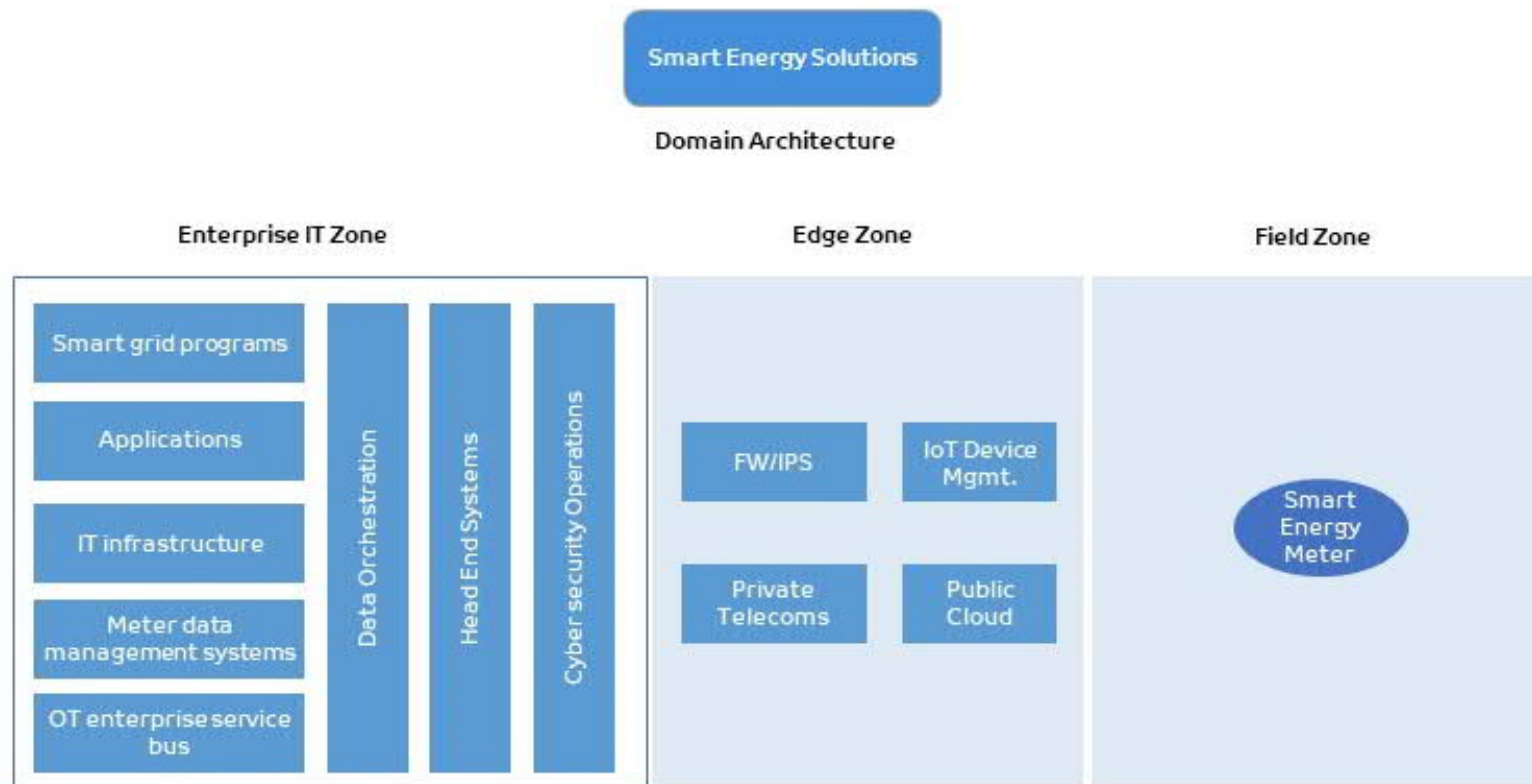 Smart Energy Solutions
Domain Architecture
Enterprise IT Zone
Edge Zone
Field Zone
Smart grid programs
Applications
IT infrastructure
Meter data
management systems
OT enterprise service
bus
Data Orchestration
Head End Systems
Cyber security Operations
FW/IPS
IoT Device
Mgmt.
Private
Telecoms
Public
Cloud
Smart
Energy
Meter